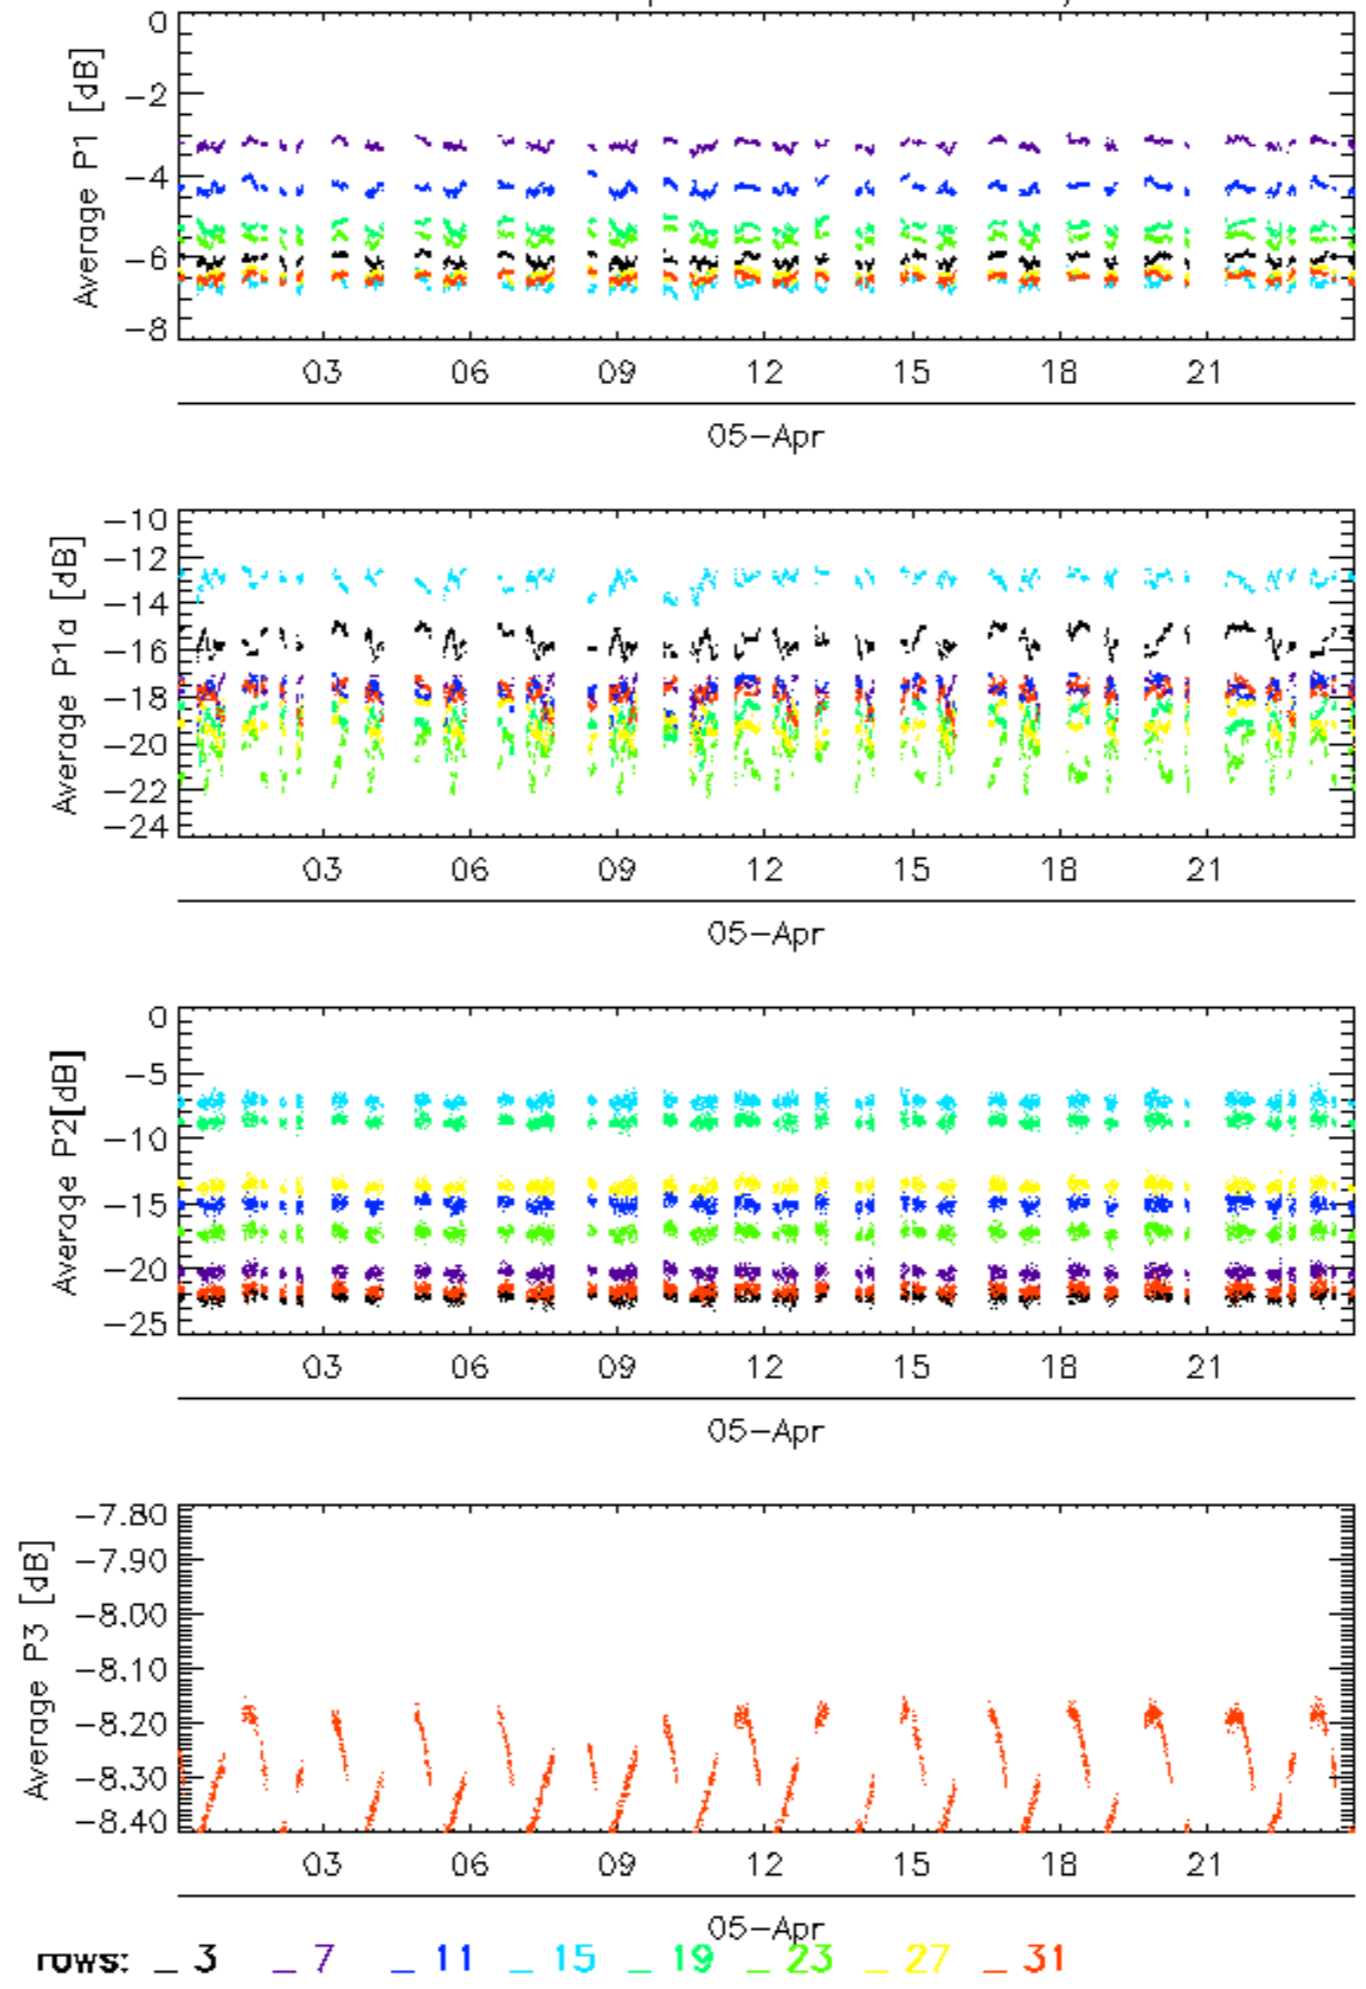 0
-2
-4
-6
-8
Average P1 [dB]
03 06 09 12 15 18 21
05-Apr
-10
-12
-14
-16
-18
-20
-22
-24
Average P1a [dB]
03 06 09 12 15 18 21
05-Apr
0
-5
-10
-15
-20
-25
Average P2[dB]
03 06 09 12 15 18 21
05-Apr
-7.80
-7.90
-8.00
-8.10
-8.20
-8.30
-8.40
Average P3 [dB]
03 06 09 12 15 18 21
05-Apr
rows: _ 3 _ 7 _ 11 _ 15 _ 19 _ 23 _ 27 _ 31